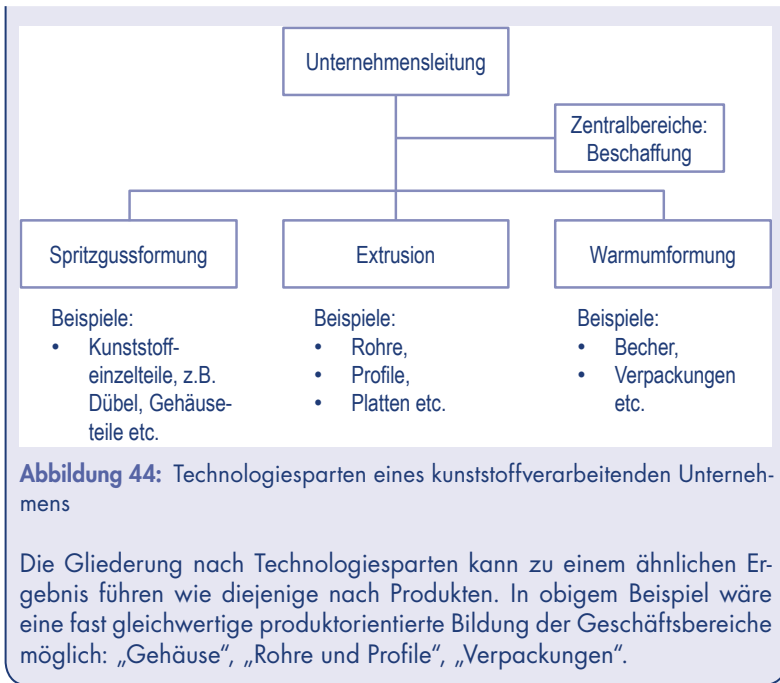 Unternehmensleitung
Zentralbereiche:
Beschaffung
Spritzgussformung
Extrusion
Warmumformung
Beispiele:
• Kunststoff-
einzelteile, z.B.
Dübel, Gehäuse-
teile etc.
Beispiele:
• Rohre,
• Profile,
• Platten etc.
Beispiele:
• Becher,
• Verpackungen
etc.
Abbildung 44: Technologiesparten eines kunststoffverarbeitenden Unterneh-
mens
Die Gliederung nach Technologiesparten kann zu einem ähnlichen Er-
gebnis führen wie diejenige nach Produkten. In obigem Beispiel wäre
eine fast gleichwertige produktorientierte Bildung der Geschäftsbereiche
möglich: „Gehäuse“, „Rohre und Profile“, „Verpackungen“.